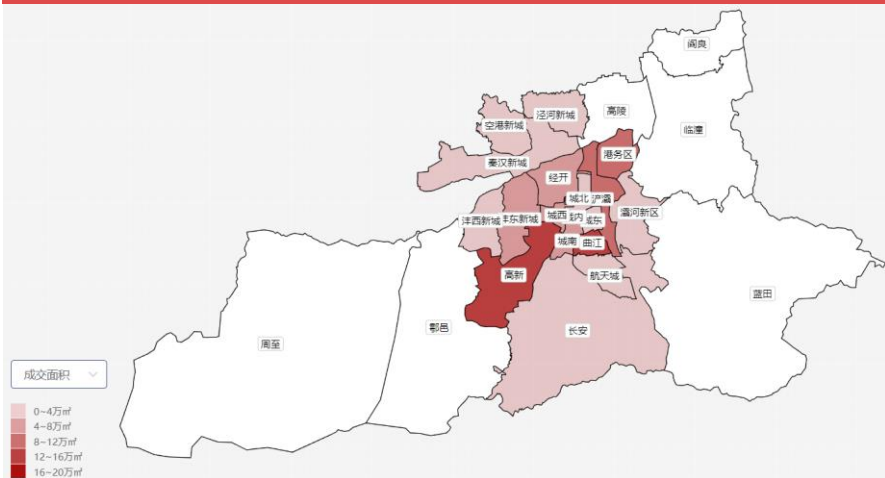 阎良
高陵
临潼
泾河新城
空港新城
秦汉新城
港务区
经开
城北
浐灞
灞河新区
沣西新城
沣东新城
城西
城内
城东
城南
曲江
高新
航天城
蓝田
长安
鄠邑
周至
成交面积
0~4万㎡
4~8万㎡
8~12万㎡
12~16万㎡
16~20万㎡